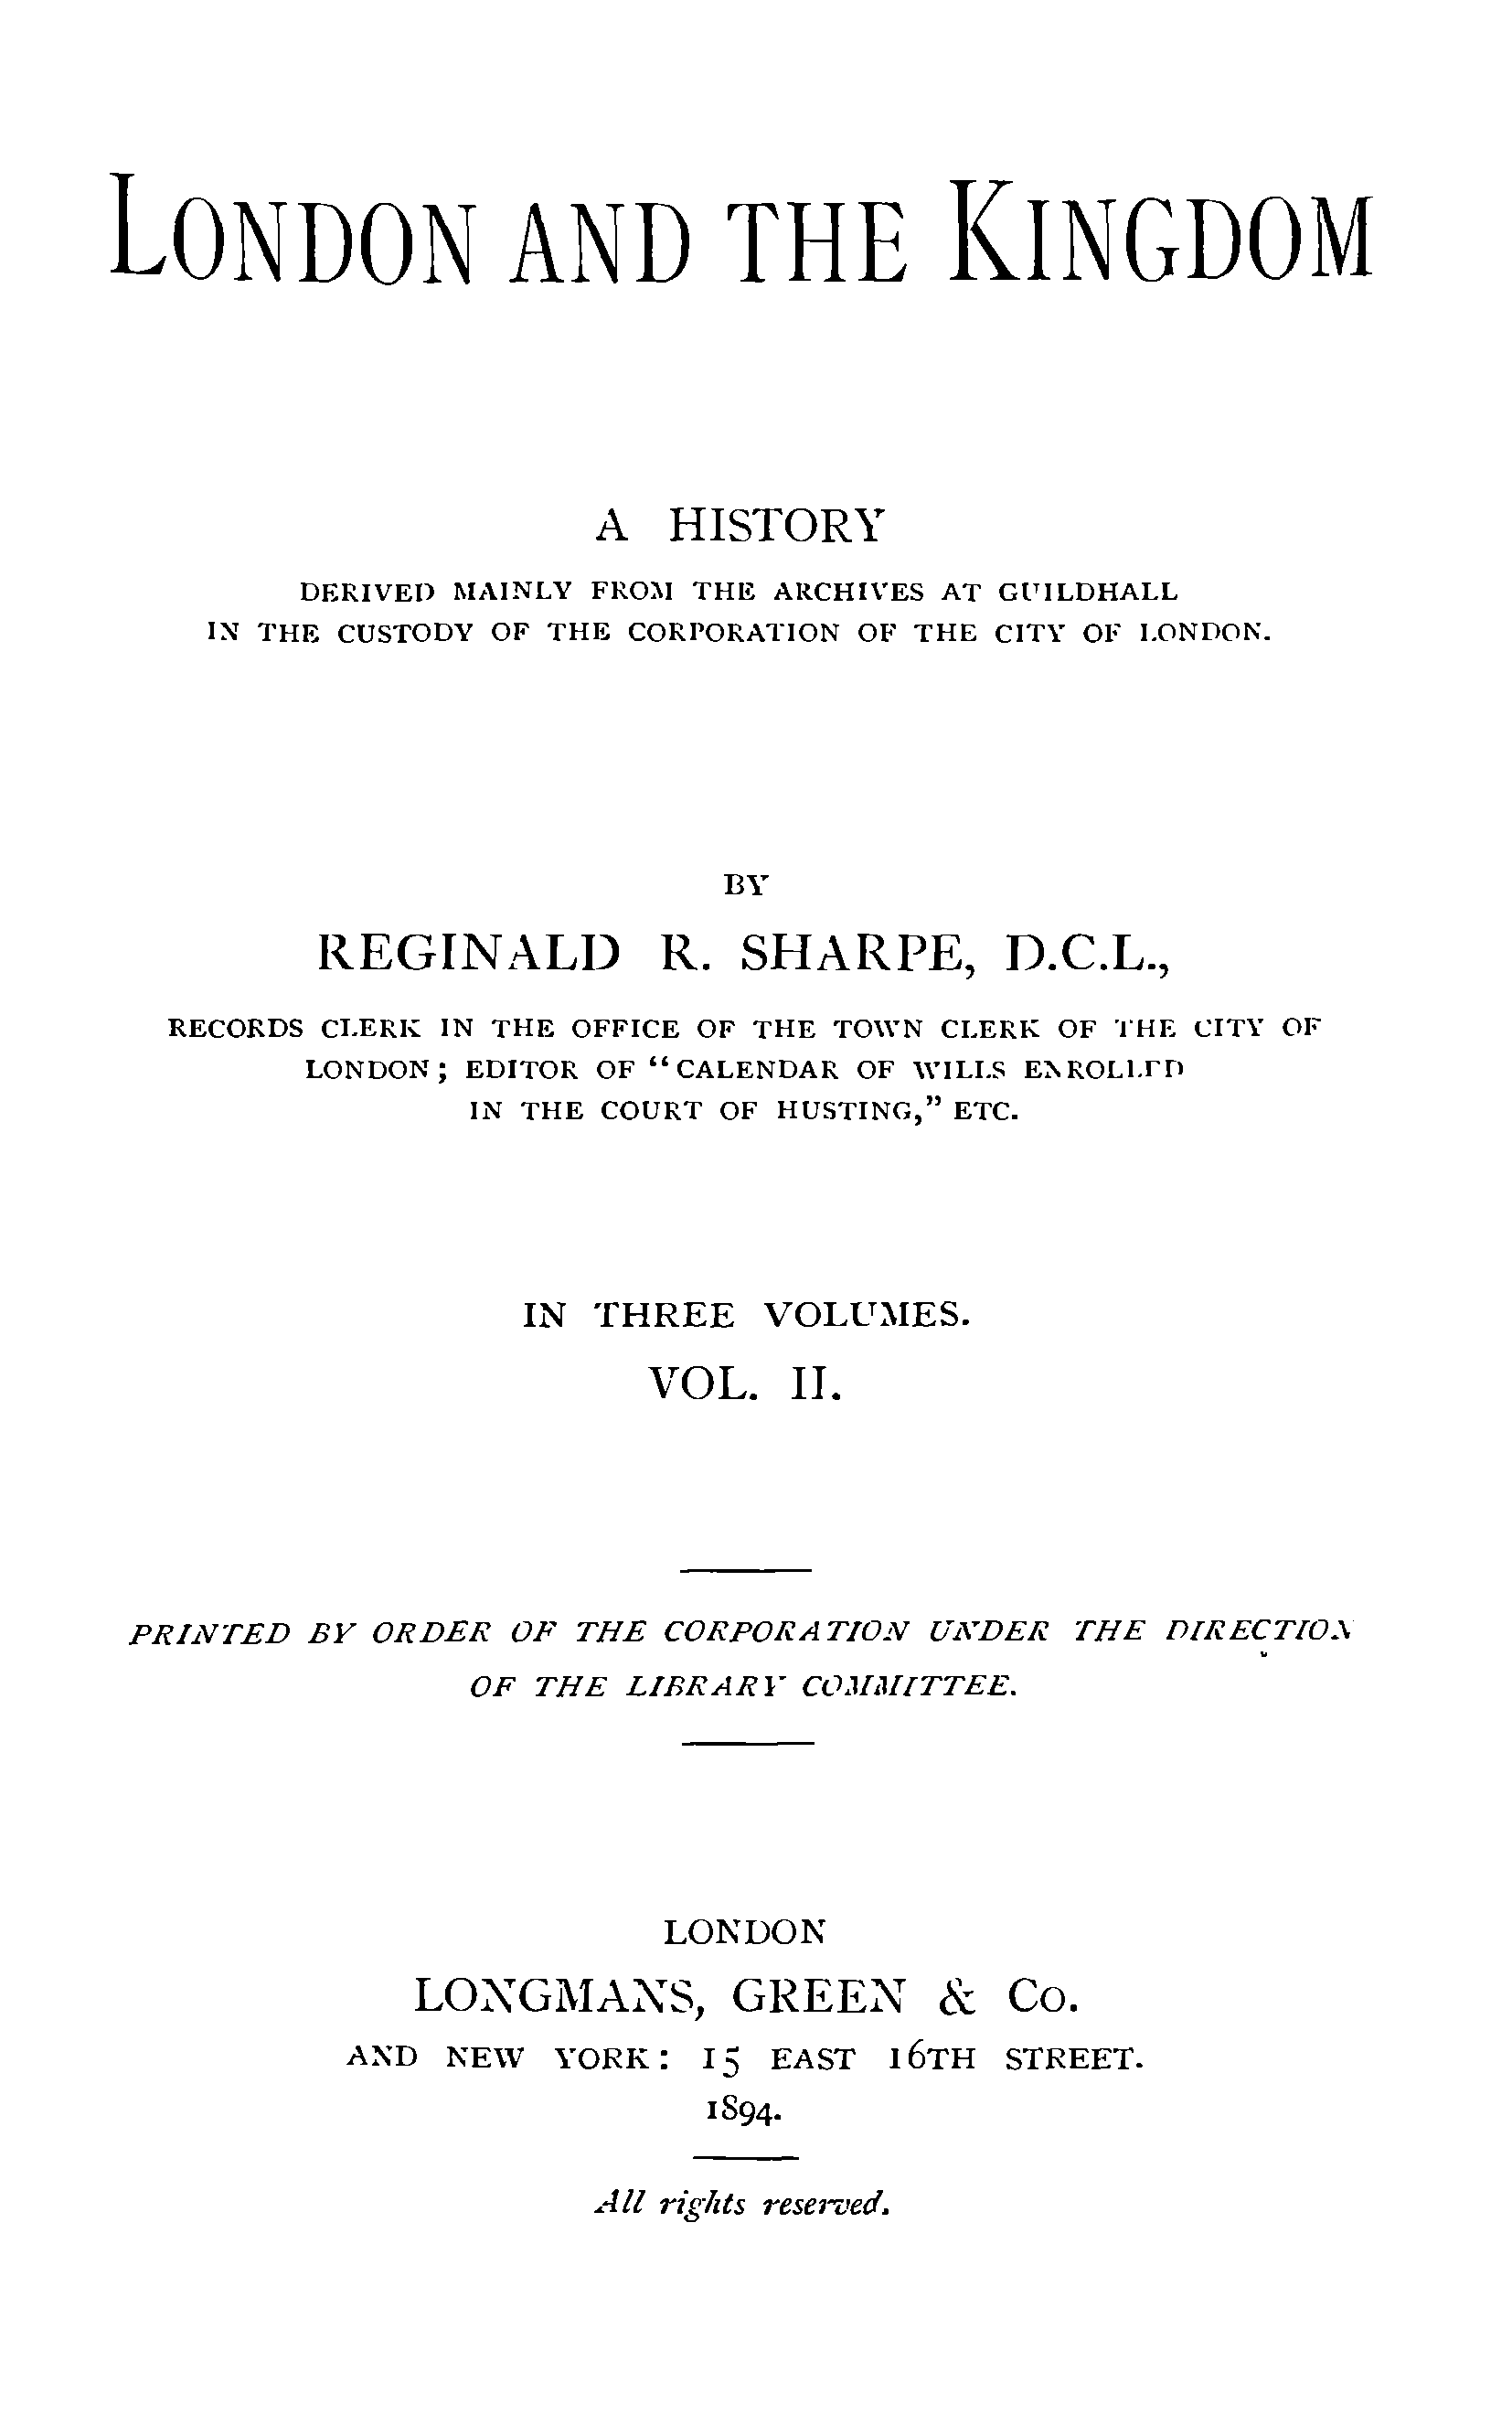 LONDON AND THE KINGDOM
A HISTORY
DERIVED MAINLY FROM THE ARCHIVES AT GUILDHALL
IN THE CUSTODY OF THE CORPORATION OF THE CITY OF LONDON.
BY
REGINALD R. SHARPE, D.C.L.,
RECORDS CLERK IN THE OFFICE OF THE TOWN CLERK OF THE CITY OF
LONDON; EDITOR OF "CALENDAR OF WILLS ENROLLED
IN THE COURT OF HUSTING," ETC.
IN THREE VOLUMES.
VOL. II.
PRINTED BY ORDER OF THE CORPORATION UNDER THE DIRECTION
OF THE LIBRARY COMMITTEE.
LONDON
LONGMANS, GREEN & Co.
AND NEW YORK: 15 EAST 16TH STREET.
1894.
All rights reserved.